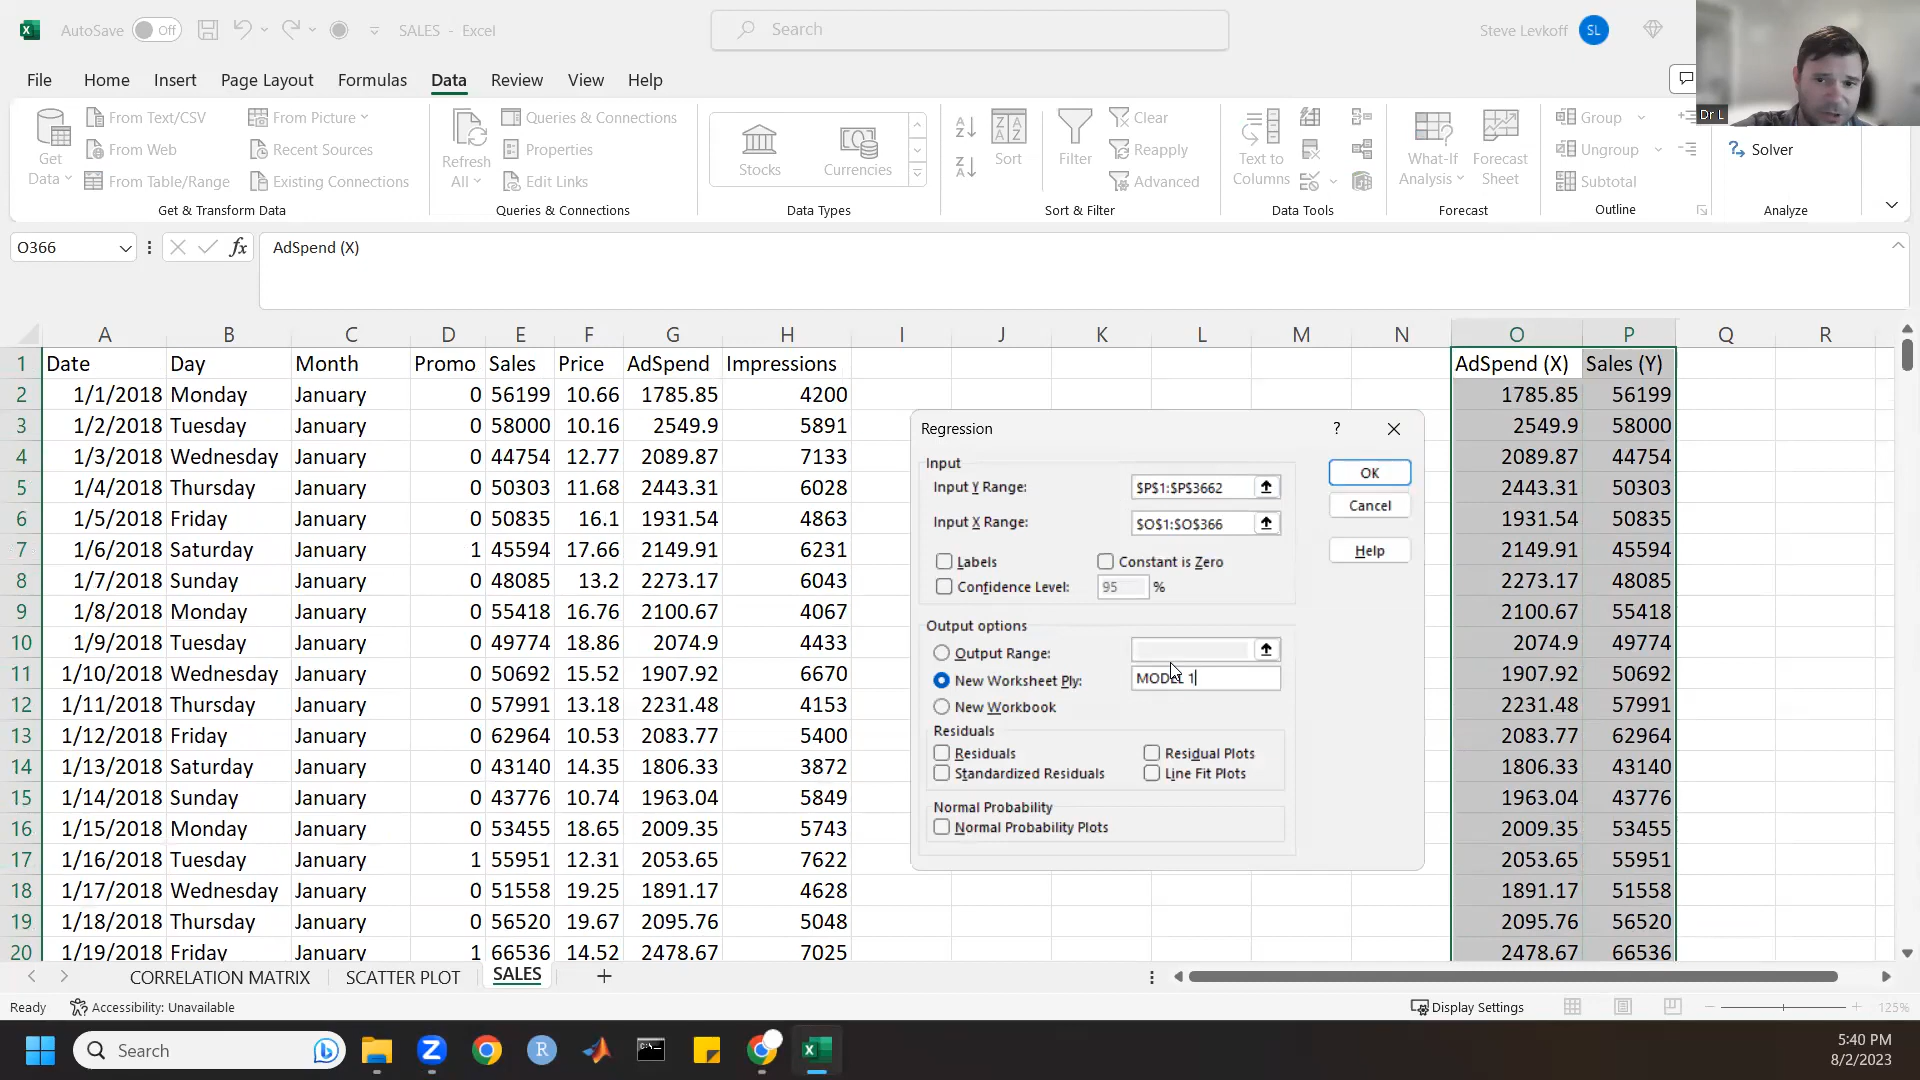 AutoSave Off SALES - Excel Search Steve Levkoff SL
File Home Insert Page Layout Formulas Data Review View Help
Get Data
From Text/CSV
From Web
From Table/Range
From Picture
Recent Sources
Existing Connections
Get & Transform Data
Refresh All
Queries & Connections
Properties
Edit Links
Queries & Connections
Stocks
Currencies
Data Types
Sort
Filter
Clear
Reapply
Advanced
Sort & Filter
Text to Columns
Data Tools
What-If Analysis
Forecast Sheet
Forecast
Group
Ungroup
Subtotal
Outline
Solver
Analyze
Dr L
O366 fx AdSpend (X)
A B C D E F G H I J K L M N O P Q R
1 Date Day Month Promo Sales Price AdSpend Impressions AdSpend (X) Sales (Y)
2 1/1/2018 Monday January 0 56199 10.66 1785.85 4200 1785.85 56199
3 1/2/2018 Tuesday January 0 58000 10.16 2549.9 5891 2549.9 58000
4 1/3/2018 Wednesday January 0 44754 12.77 2089.87 7133 2089.87 44754
5 1/4/2018 Thursday January 0 50303 11.68 2443.31 6028 2443.31 50303
6 1/5/2018 Friday January 0 50835 16.1 1931.54 4863 1931.54 50835
7 1/6/2018 Saturday January 1 45594 17.66 2149.91 6231 2149.91 45594
8 1/7/2018 Sunday January 0 48085 13.2 2273.17 6043 2273.17 48085
9 1/8/2018 Monday January 0 55418 16.76 2100.67 4067 2100.67 55418
10 1/9/2018 Tuesday January 0 49774 18.86 2074.9 4433 2074.9 49774
11 1/10/2018 Wednesday January 0 50692 15.52 1907.92 6670 1907.92 50692
12 1/11/2018 Thursday January 0 57991 13.18 2231.48 4153 2231.48 57991
13 1/12/2018 Friday January 0 62964 10.53 2083.77 5400 2083.77 62964
14 1/13/2018 Saturday January 0 43140 14.35 1806.33 3872 1806.33 43140
15 1/14/2018 Sunday January 0 43776 10.74 1963.04 5849 1963.04 43776
16 1/15/2018 Monday January 0 53455 18.65 2009.35 5743 2009.35 53455
17 1/16/2018 Tuesday January 1 55951 12.31 2053.65 7622 2053.65 55951
18 1/17/2018 Wednesday January 0 51558 19.25 1891.17 4628 1891.17 51558
19 1/18/2018 Thursday January 0 56520 19.67 2095.76 5048 2095.76 56520
20 1/19/2018 Friday January 1 66536 14.52 2478.67 7025 2478.67 66536
Regression ?
Input
Input Y Range: $P$1:$P$3662
Input X Range: $O$1:$O$366
Labels Constant is Zero
Confidence Level: 95 %
OK
Cancel
Help
Output options
Output Range:
New Worksheet Ply: MODEL 1
New Workbook
Residuals
Residuals Residual Plots
Standardized Residuals Line Fit Plots
Normal Probability
Normal Probability Plots
CORRELATION MATRIX SCATTER PLOT SALES
Ready Accessibility: Unavailable Display Settings 125%
Search
5:40 PM
8/2/2023